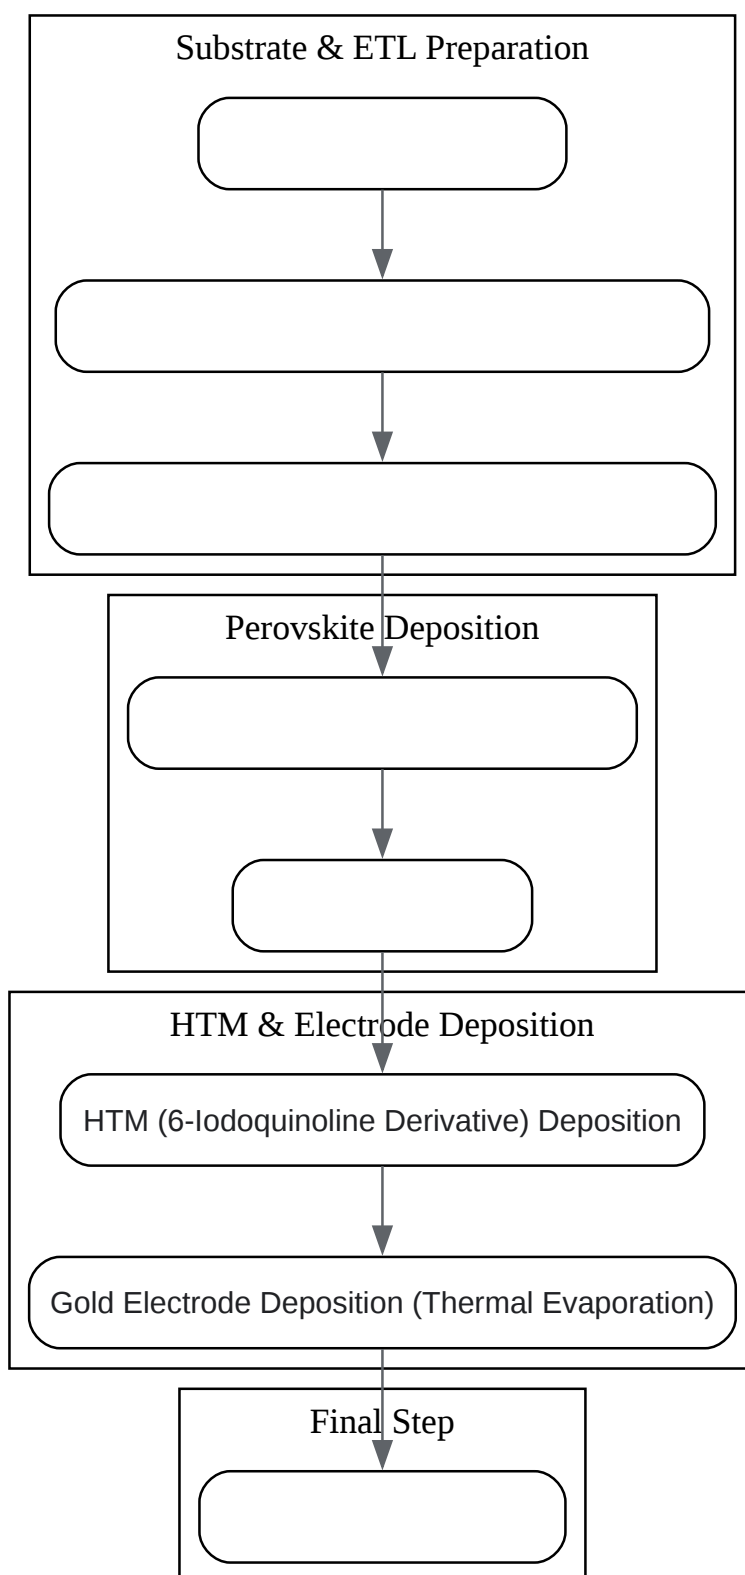 Substrate & ETL Preparation
Perovskite Deposition
HTM & Electrode Deposition
HTM (6-Iodoquinoline Derivative) Deposition
Gold Electrode Deposition (Thermal Evaporation)
Final Step